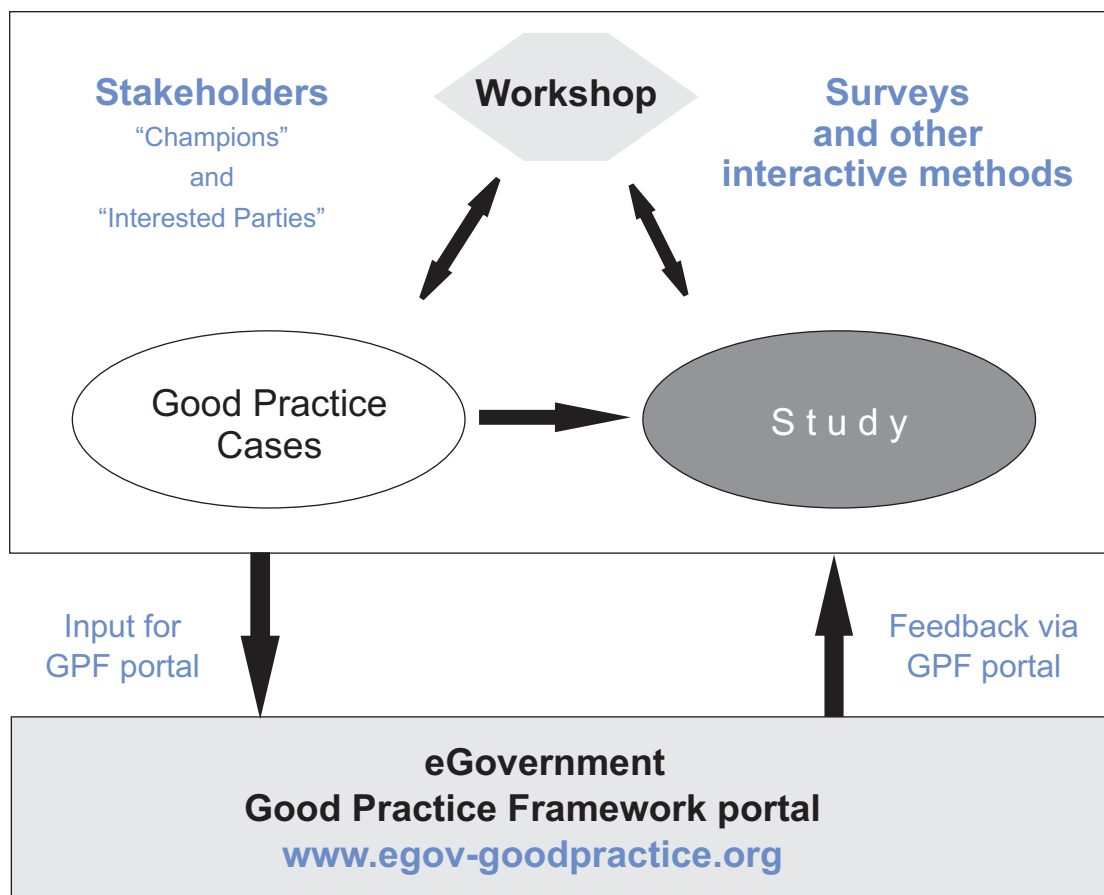 Stakeholders
“Champions”
and
“Interested Parties”
Workshop
Surveys
and other
interactive methods
Good Practice
Cases
Study
Input for
GPF portal
Feedback via
GPF portal
eGovernment
Good Practice Framework portal
www.egov-goodpractice.org